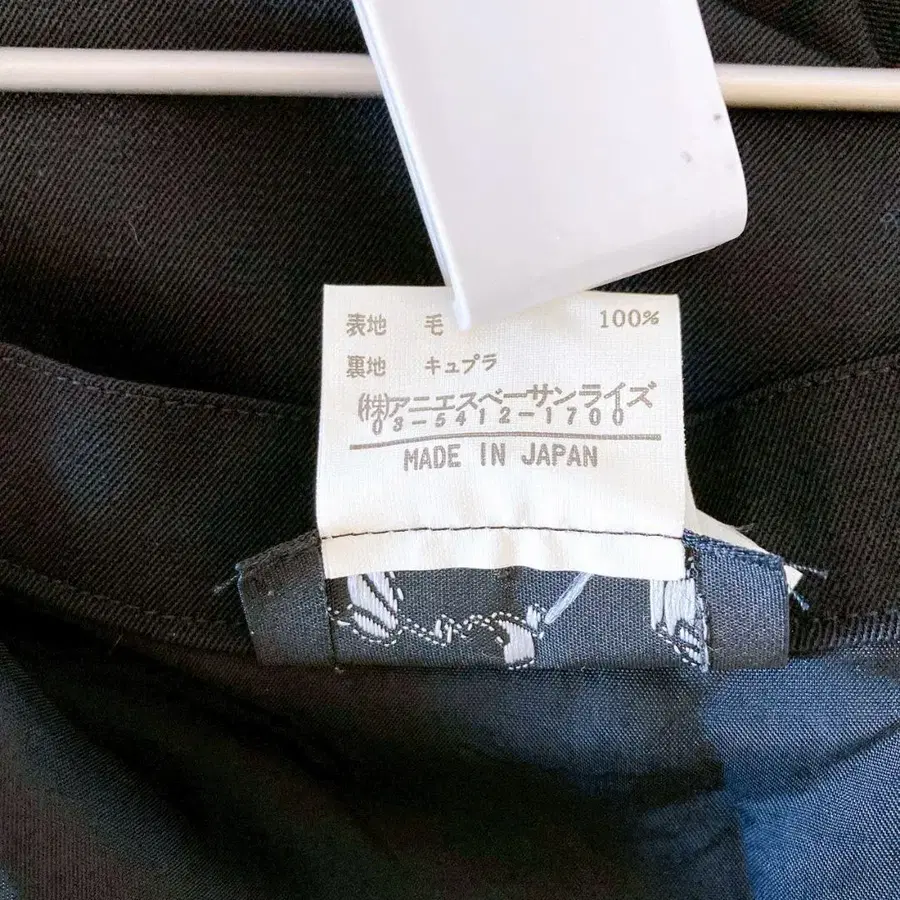 表地 毛 100%
裏地 キュプラ
(株)アニエスベーサンライズ
03-5412-1700
MADE IN JAPAN